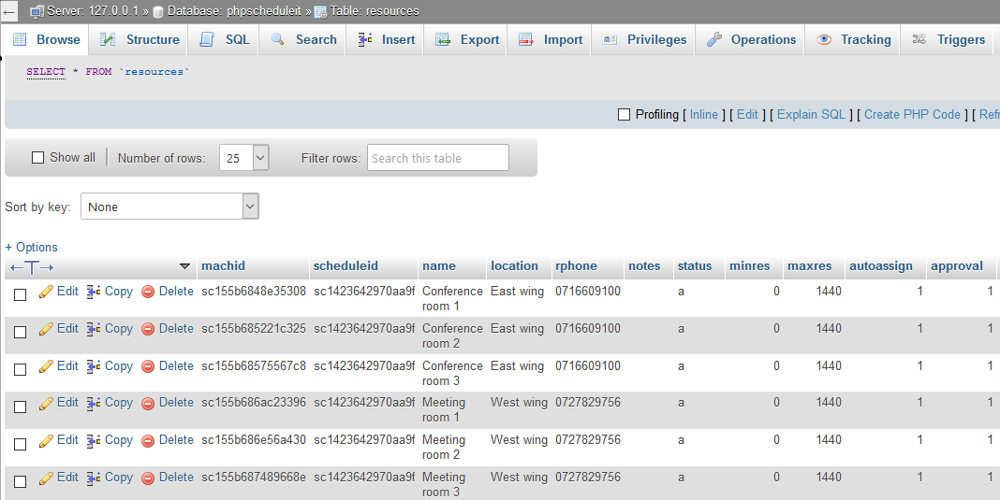 Server: 127.0.0.1 » Database: phpscheduleit » Table: resources
Browse Structure SQL Search Insert Export Import Privileges Operations Tracking Triggers
SELECT * FROM `resources`
Profiling [ Inline ] [ Edit ] [ Explain SQL ] [ Create PHP Code ] [ Refr
Show all Number of rows: 25 Filter rows: Search this table
Sort by key: None
+ Options
machid scheduleid name location rphone notes status minres maxres autoassign approval
Edit Copy Delete sc155b6848e35308 sc1423642970aa9f Conference East wing 0716609100 a 0 1440 1 1
room 1
Edit Copy Delete sc155b685221c325 sc1423642970aa9f Conference East wing 0716609100 a 0 1440 1 1
room 2
Edit Copy Delete sc155b68575567c8 sc1423642970aa9f Conference East wing 0716609100 a 0 1440 1 1
room 3
Edit Copy Delete sc155b686ac23396 sc1423642970aa9f Meeting West wing 0727829756 a 0 1440 1 1
room 1
Edit Copy Delete sc155b686e56a430 sc1423642970aa9f Meeting West wing 0727829756 a 0 1440 1 1
room 2
Edit Copy Delete sc155b687489668e sc1423642970aa9f Meeting West wing 0727829756 a 0 1440 1 1
room 3